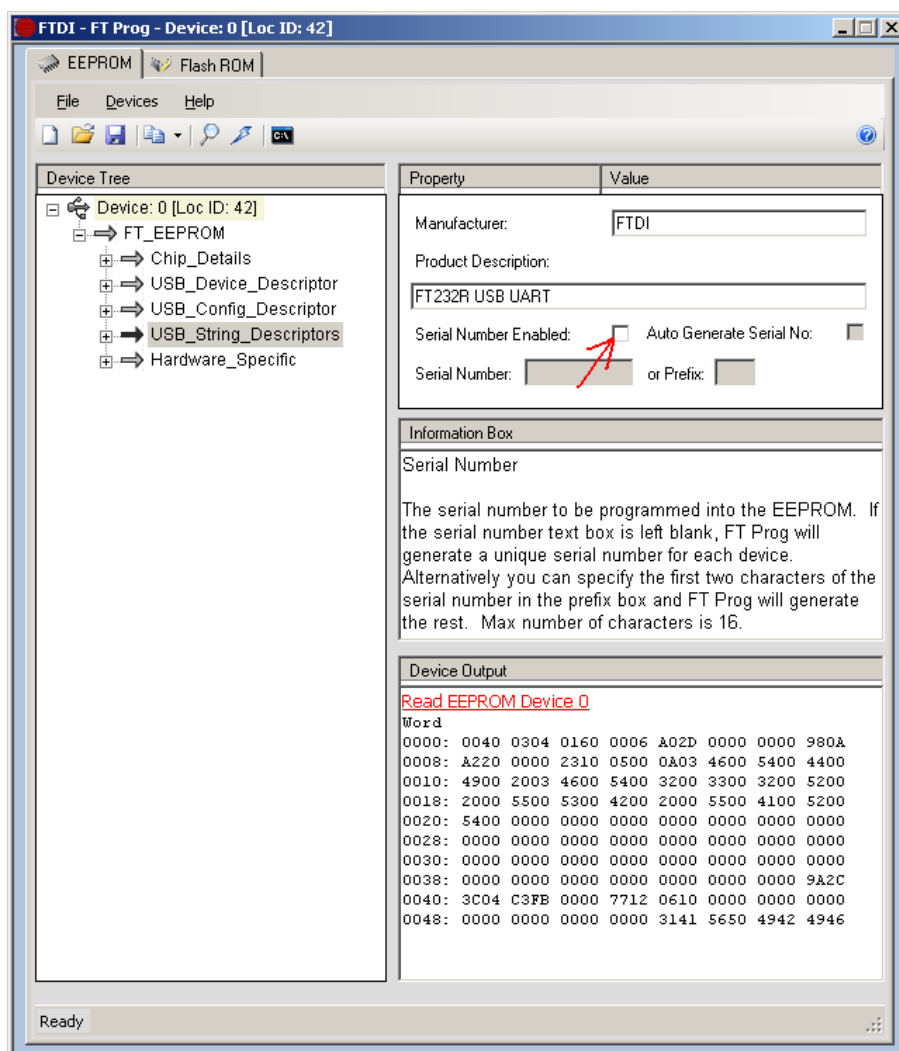 FTDI - FT Prog - Device: 0 [Loc ID: 42]
EEPROM Flash ROM
File Devices Help
C:\
Device Tree
Device: 0 [Loc ID: 42]
FT_EEPROM
Chip_Details
USB_Device_Descriptor
USB_Config_Descriptor
USB_String_Descriptors
Hardware_Specific
Property Value
Manufacturer: FTDI
Product Description:
FT232R USB UART
Serial Number Enabled: Auto Generate Serial No:
Serial Number: or Prefix:
Information Box
Serial Number
The serial number to be programmed into the EEPROM. If
the serial number text box is left blank, FT Prog will
generate a unique serial number for each device.
Alternatively you can specify the first two characters of the
serial number in the prefix box and FT Prog will generate
the rest. Max number of characters is 16.
Device Output
Read EEPROM Device 0
Word
0000: 0040 0304 0160 0006 A02D 0000 0000 980A
0008: A220 0000 2310 0500 0A03 4600 5400 4400
0010: 4900 2003 4600 5400 3200 3300 3200 5200
0018: 2000 5500 5300 4200 2000 5500 4100 5200
0020: 5400 0000 0000 0000 0000 0000 0000 0000
0028: 0000 0000 0000 0000 0000 0000 0000 0000
0030: 0000 0000 0000 0000 0000 0000 0000 0000
0038: 0000 0000 0000 0000 0000 0000 0000 9A2C
0040: 3C04 C3FB 0000 7712 0610 0000 0000 0000
0048: 0000 0000 0000 0000 3141 5650 4942 4946
Ready